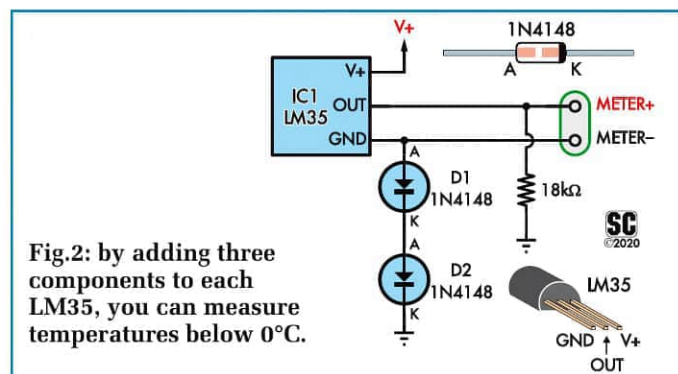 V+
1N4148
A K
V+
IC1
LM35
OUT
GND
METER+
METER–
A
D1
1N4148
K
18kΩ
A
D2
1N4148
K
SC
©2020
LM35
GND
OUT
V+
Fig.2: by adding three
components to each
LM35, you can measure
temperatures below 0°C.